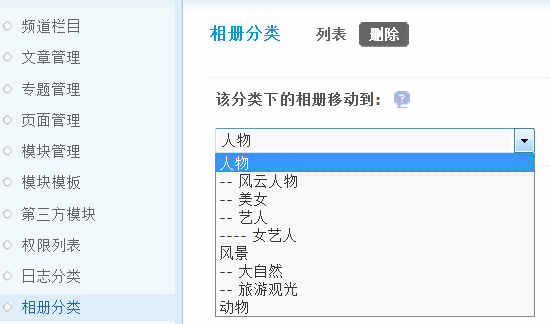 频道栏目
文章管理
专题管理
页面管理
模块管理
模块模板
第三方模块
权限列表
日志分类
相册分类
相册分类 列表 删除
该分类下的相册移动到： ?
人物
人物
-- 风云人物
-- 美女
-- 艺人
---- 女艺人
风景
-- 大自然
-- 旅游观光
动物